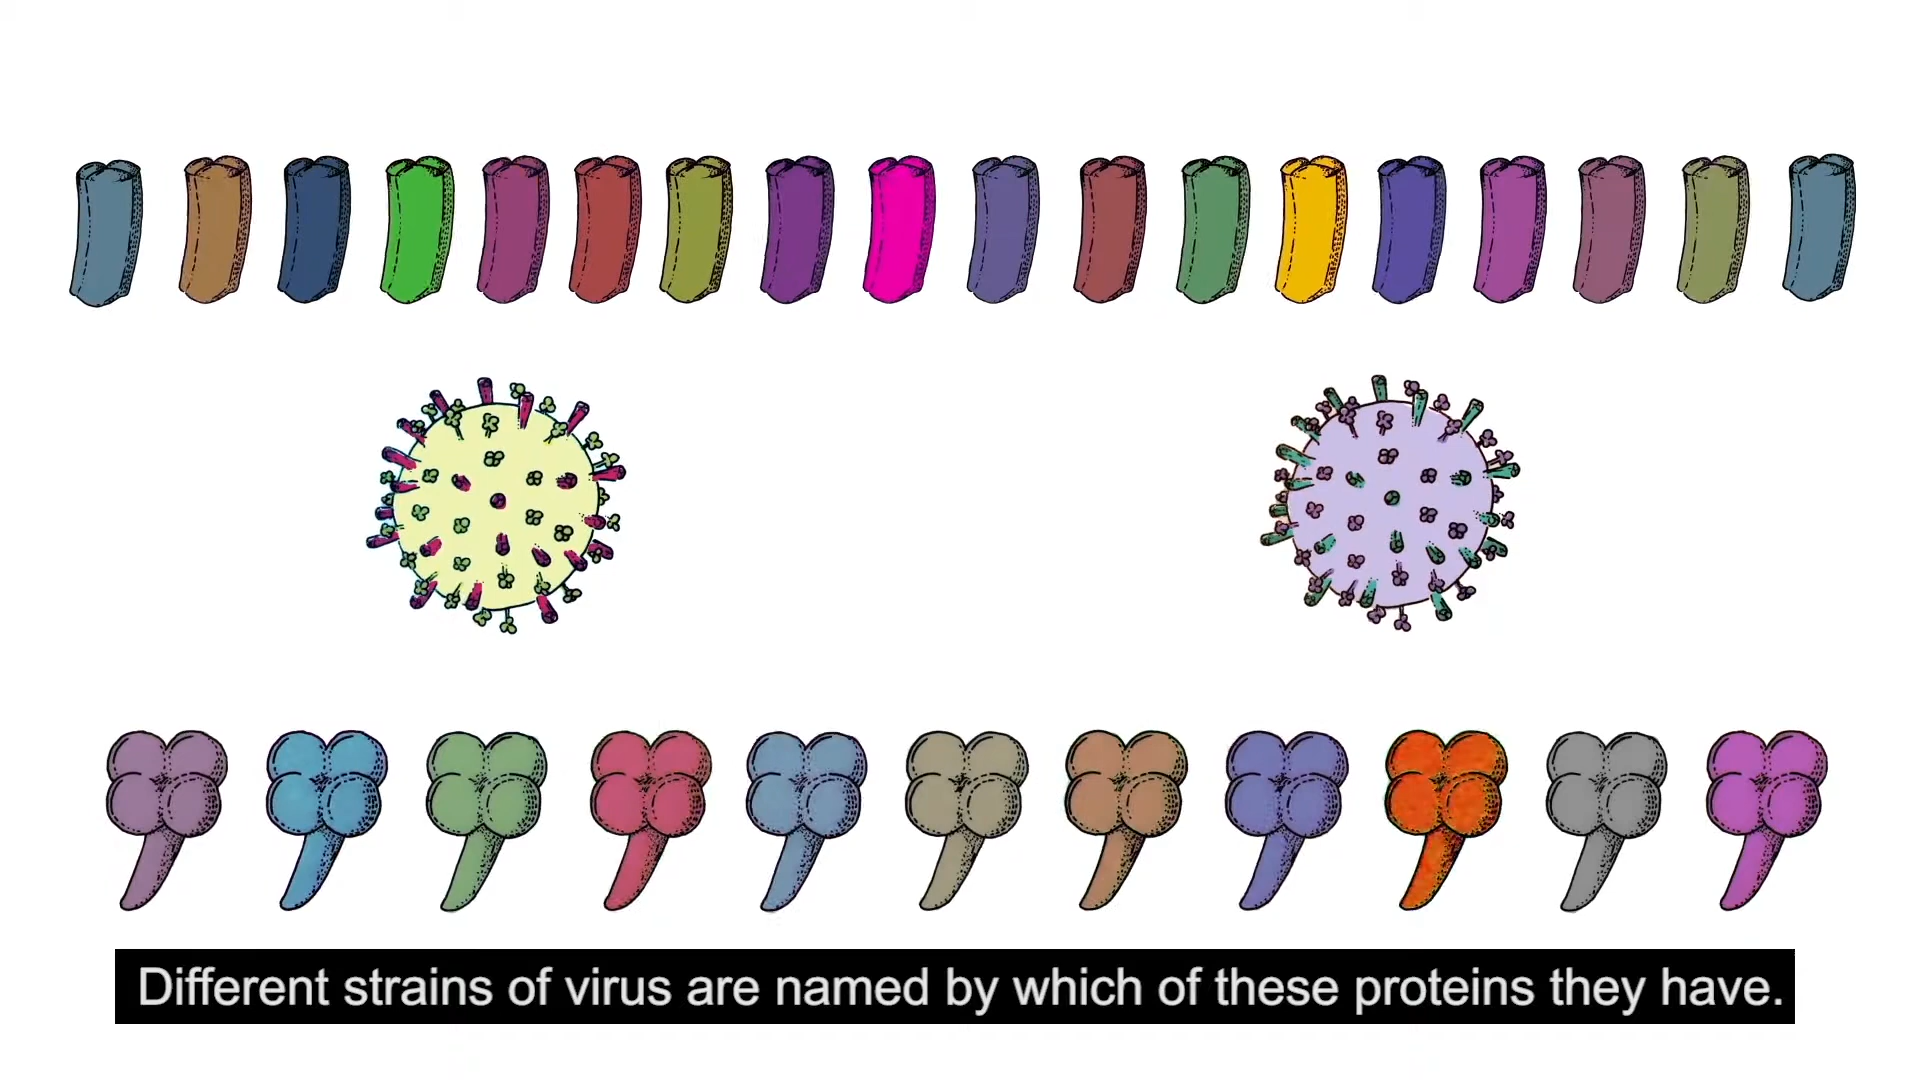 Different strains of virus are named by which of these proteins they have.